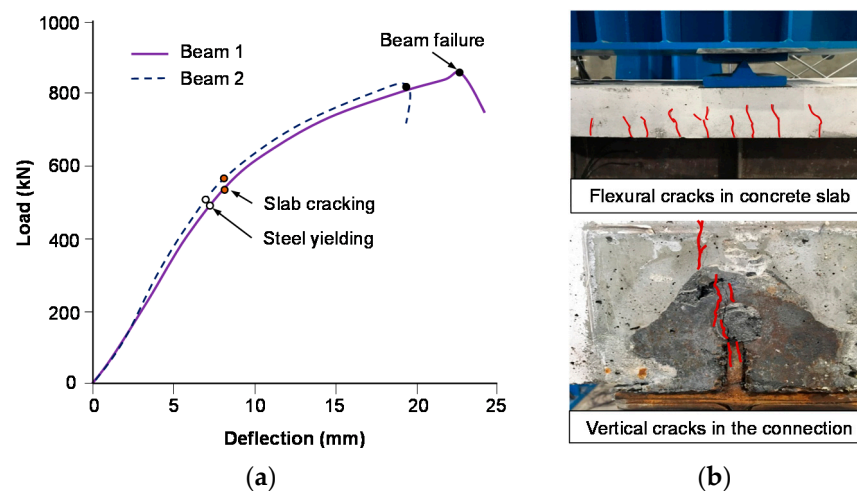 1000
800
600
400
200
0
Load (kN)
Beam 1
Beam 2
Beam failure
Slab cracking
Steel yielding
0 5 10 15 20 25
Deflection (mm)
(a)
Flexural cracks in concrete slab
Vertical cracks in the connection
(b)